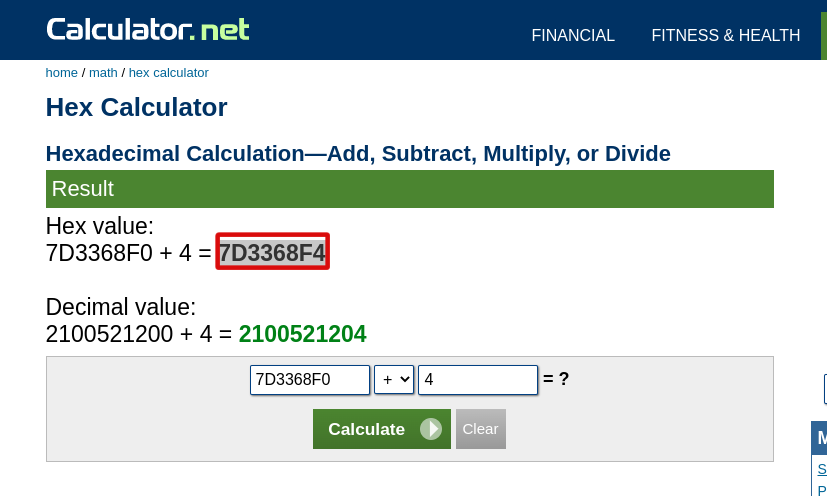 Calculator.net
FINANCIAL FITNESS & HEALTH
home / math / hex calculator
Hex Calculator
Hexadecimal Calculation—Add, Subtract, Multiply, or Divide
Result
Hex value:
7D3368F0 + 4 = 7D3368F4
Decimal value:
2100521200 + 4 = 2100521204
7D3368F0 + 4 = ?
Calculate Clear
M
S
P